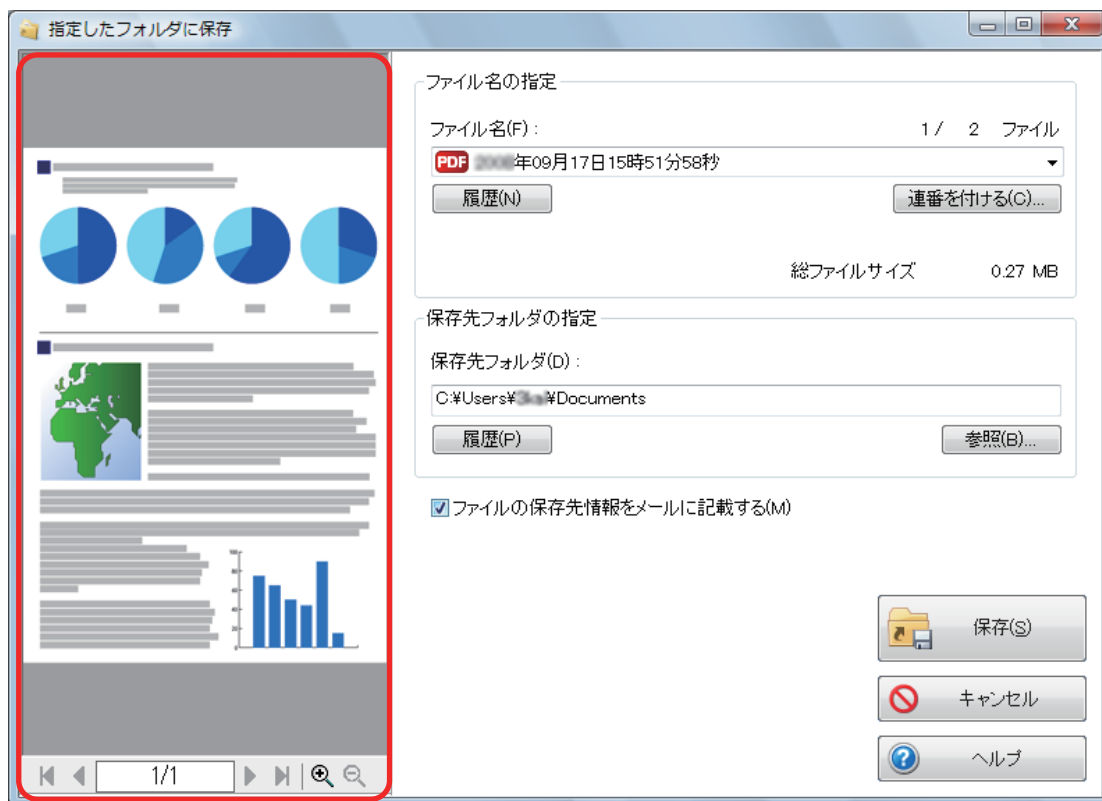 指定したフォルダに保存
ファイル名の指定
ファイル名(F)：
1/ 2 ファイル
PDF 年09月17日15時51分58秒
履歴(N)
連番を付ける(C)...
総ファイルサイズ 0.27 MB
保存先フォルダの指定
保存先フォルダ(D)：
C:¥Users¥ ¥Documents
履歴(P)
参照(B)...
ファイルの保存先情報をメールに記載する(M)
保存(S)
キャンセル
ヘルプ
1/1